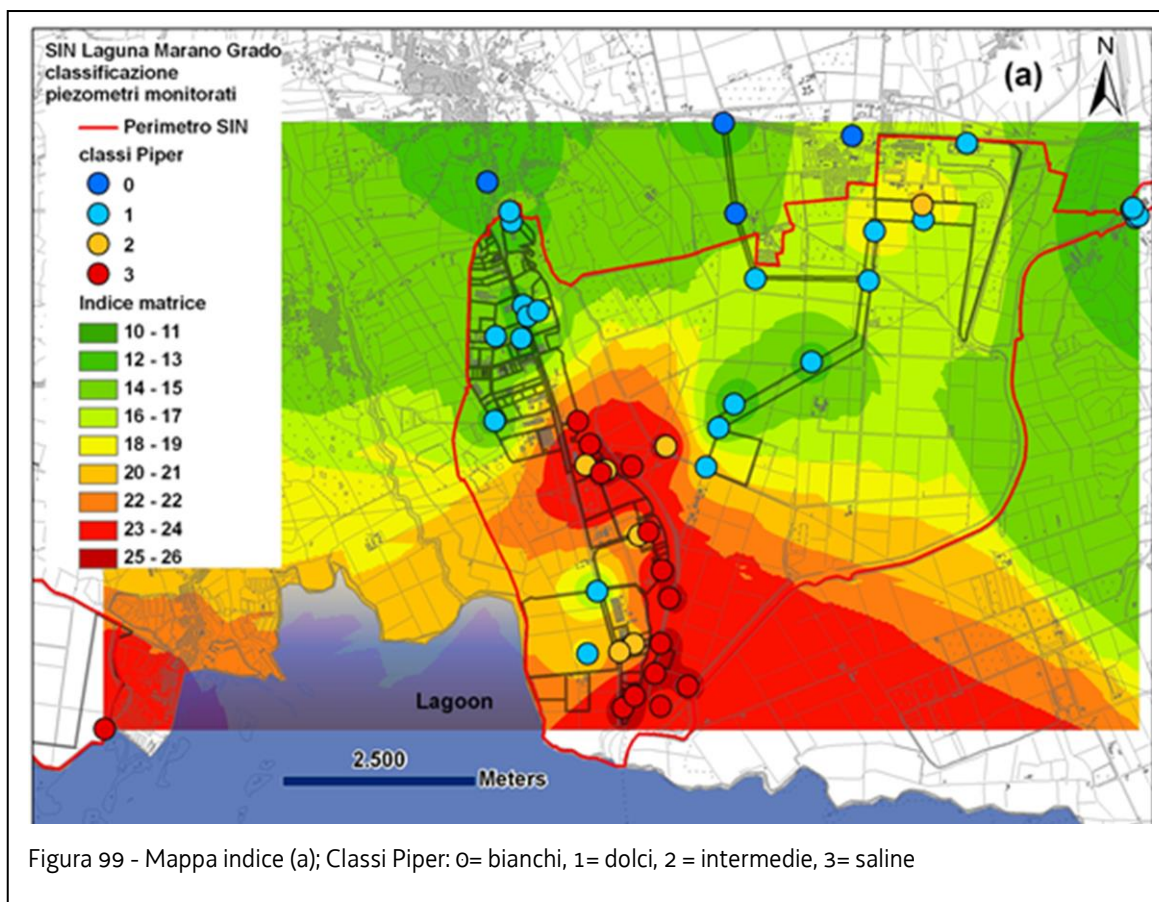 SIN Laguna Marano Grado
classificazione
piezometri monitorati
Perimetro SIN
classi Piper
0
1
2
3
Indice matrice
10 - 11
12 - 13
14 - 15
16 - 17
18 - 19
20 - 21
22 - 22
23 - 24
25 - 26
(a)
N
Lagoon
2.500
Meters
Figura 99 - Mappa indice (a); Classi Piper: 0= bianchi, 1= dolci, 2 = intermedie, 3= saline